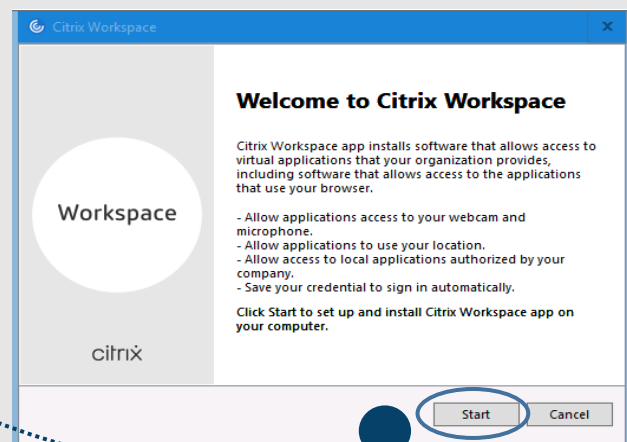 Citrix Workspace
Welcome to Citrix Workspace
Citrix Workspace app installs software that allows access to
virtual applications that your organization provides,
including software that allows access to the applications
that use your browser.
- Allow applications access to your webcam and
microphone.
- Allow applications to use your location.
- Allow access to local applications authorized by your
company.
- Save your credential to sign in automatically.
Click Start to set up and install Citrix Workspace app on
your computer.
Workspace
citrix
Start
Cancel